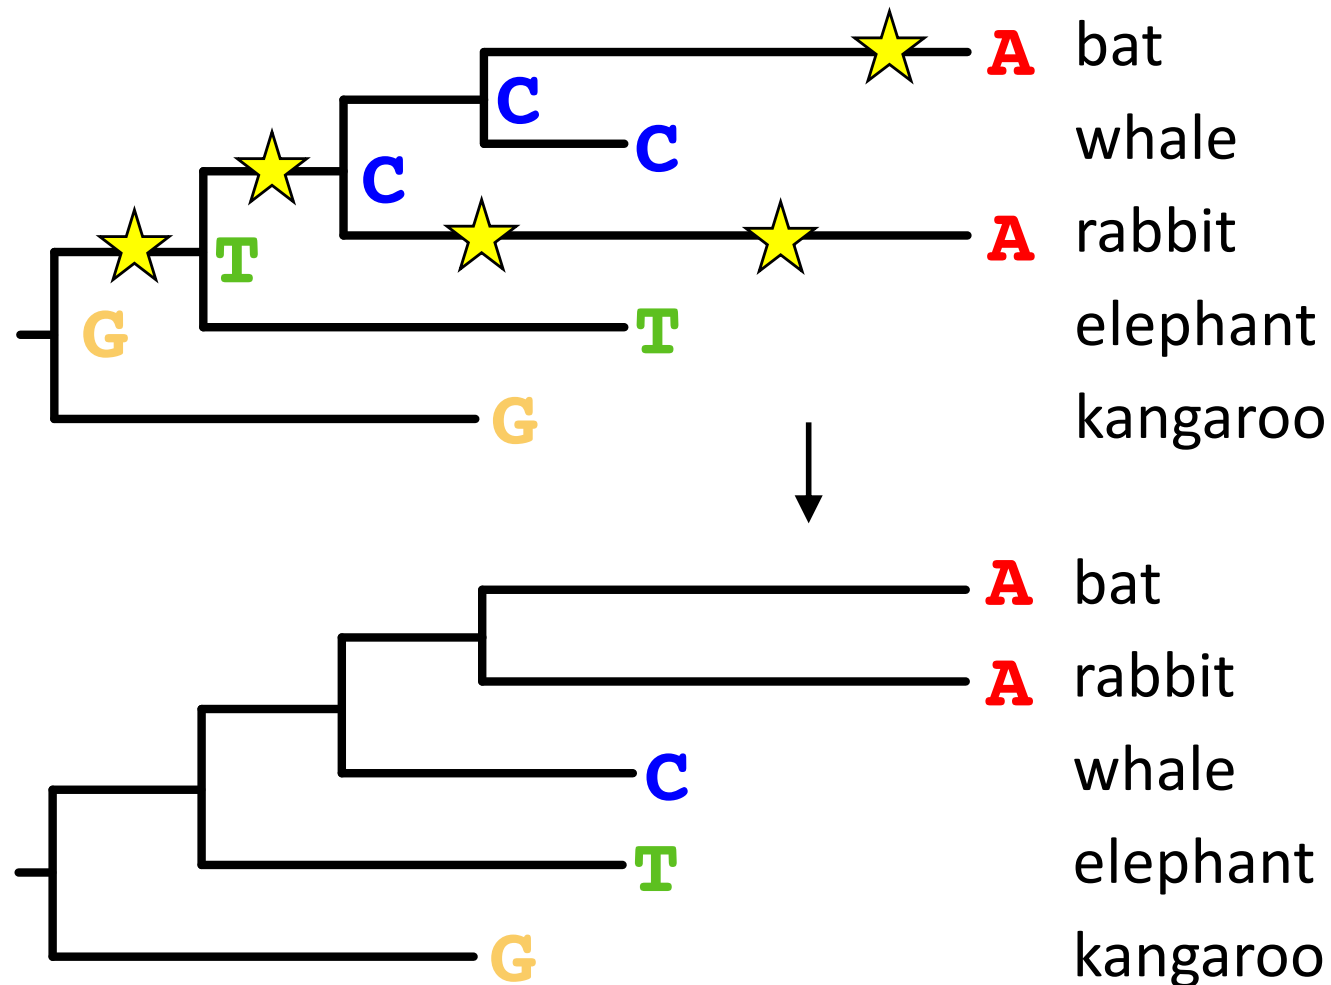 A bat
C
C whale
C
A rabbit
T
T elephant
G
G kangaroo
A bat
A rabbit
C whale
T elephant
G kangaroo